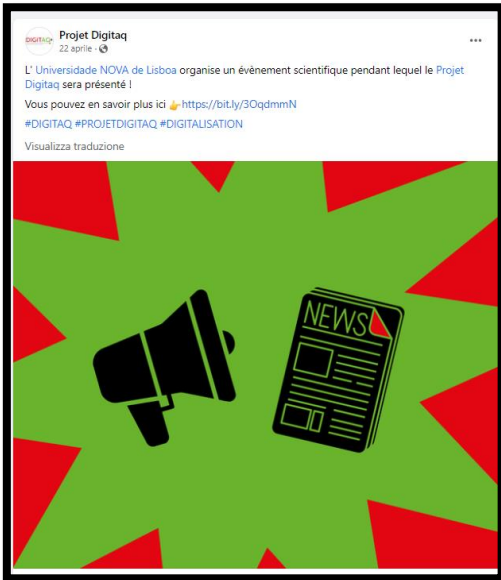 DIGITAQ
Projet Digitaq
22 aprile ·
L' Universidade NOVA de Lisboa organise un évènement scientifique pendant lequel le Projet
Digitaq sera présenté !
Vous pouvez en savoir plus ici 👉https://bit.ly/3OqdmmN
#DIGITAQ #PROJETDIGITAQ #DIGITALISATION
Visualizza traduzione
NEWS